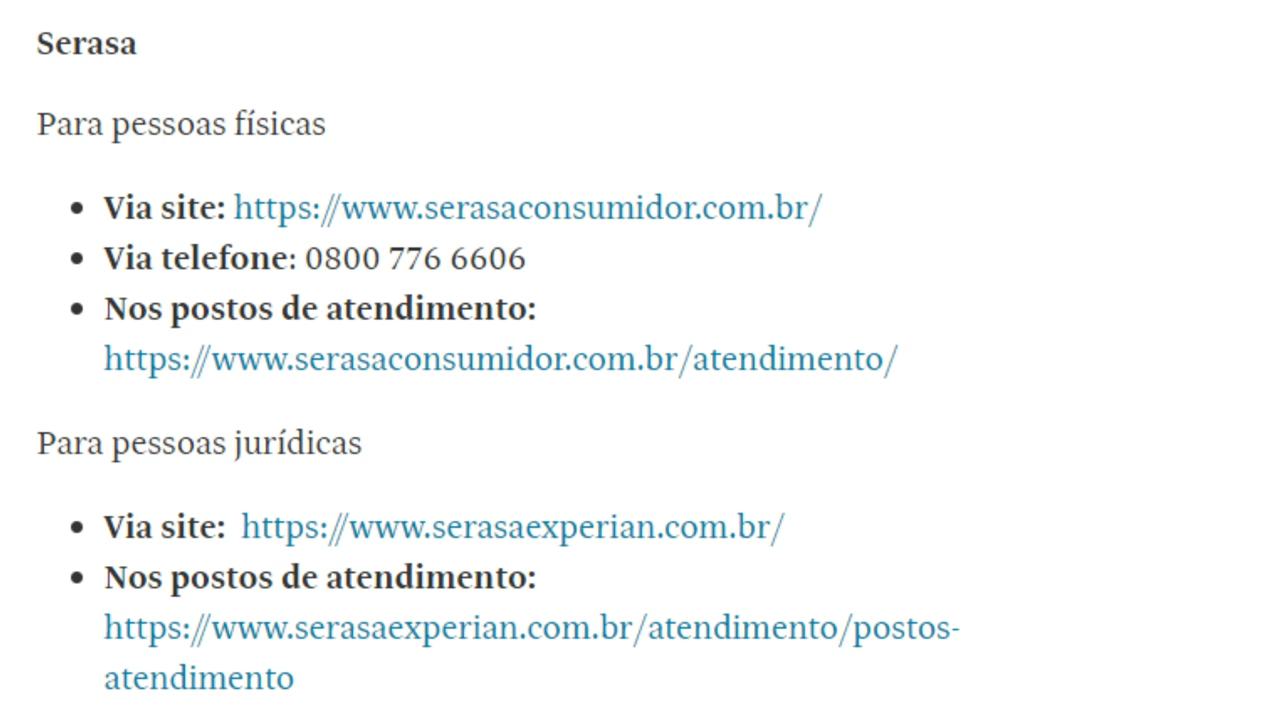 Serasa
Para pessoas físicas
• Via site: https://www.serasaconsumidor.com.br/
• Via telefone: 0800 776 6606
• Nos postos de atendimento:
https://www.serasaconsumidor.com.br/atendimento/
Para pessoas jurídicas
• Via site: https://www.serasaexperian.com.br/
• Nos postos de atendimento:
https://www.serasaexperian.com.br/atendimento/postos-
atendimento